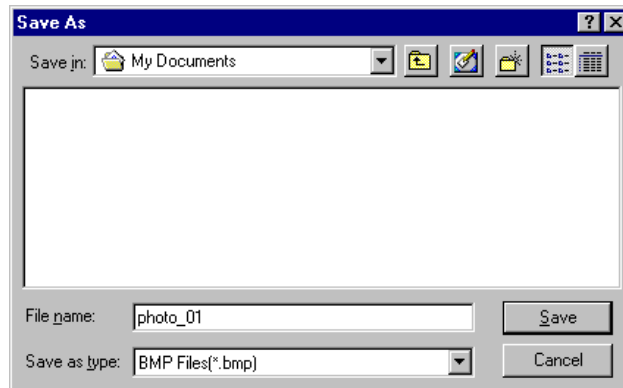 Save As
Save in: My Documents
File name: photo_01 Save
Save as type: BMP Files(*.bmp) Cancel